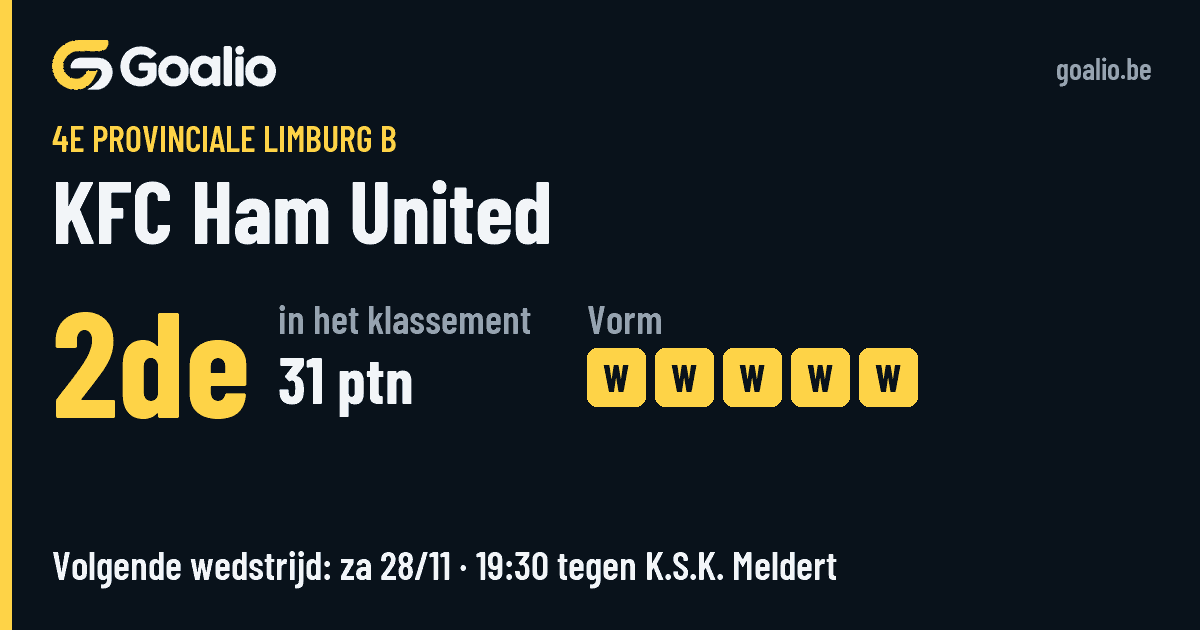 Goalio
goalio.be
4E PROVINCIALE LIMBURG B
KFC Ham United
2de
in het klassement
31 ptn
Vorm
W W W W W
Volgende wedstrijd: za 28/11 · 19:30 tegen K.S.K. Meldert